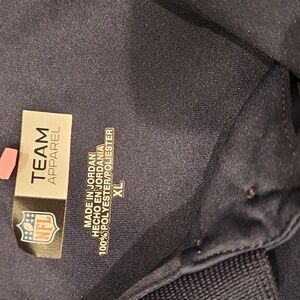 TEAM
APPAREL
NFL
MADE IN JORDAN
HECHO EN JORDANIA
100% POLYESTER/POLIESTER
XL